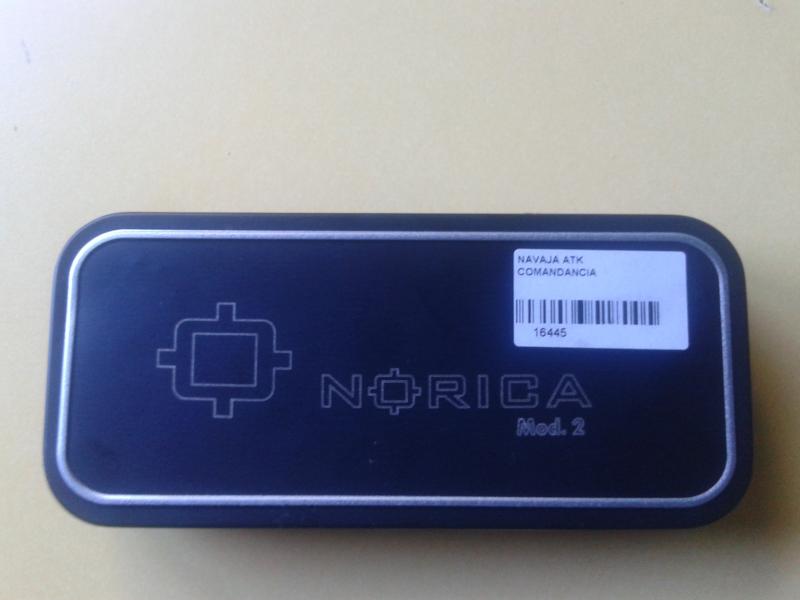 NAVAJA ATK
COMANDANCIA
16445
NORICA
Mod. 2